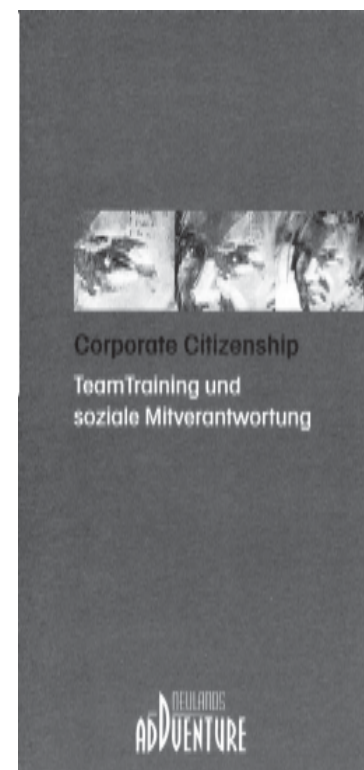 Corporate Citizenship
TeamTraining und
soziale Mitverantwortung
NEULANDS
ADVENTURE